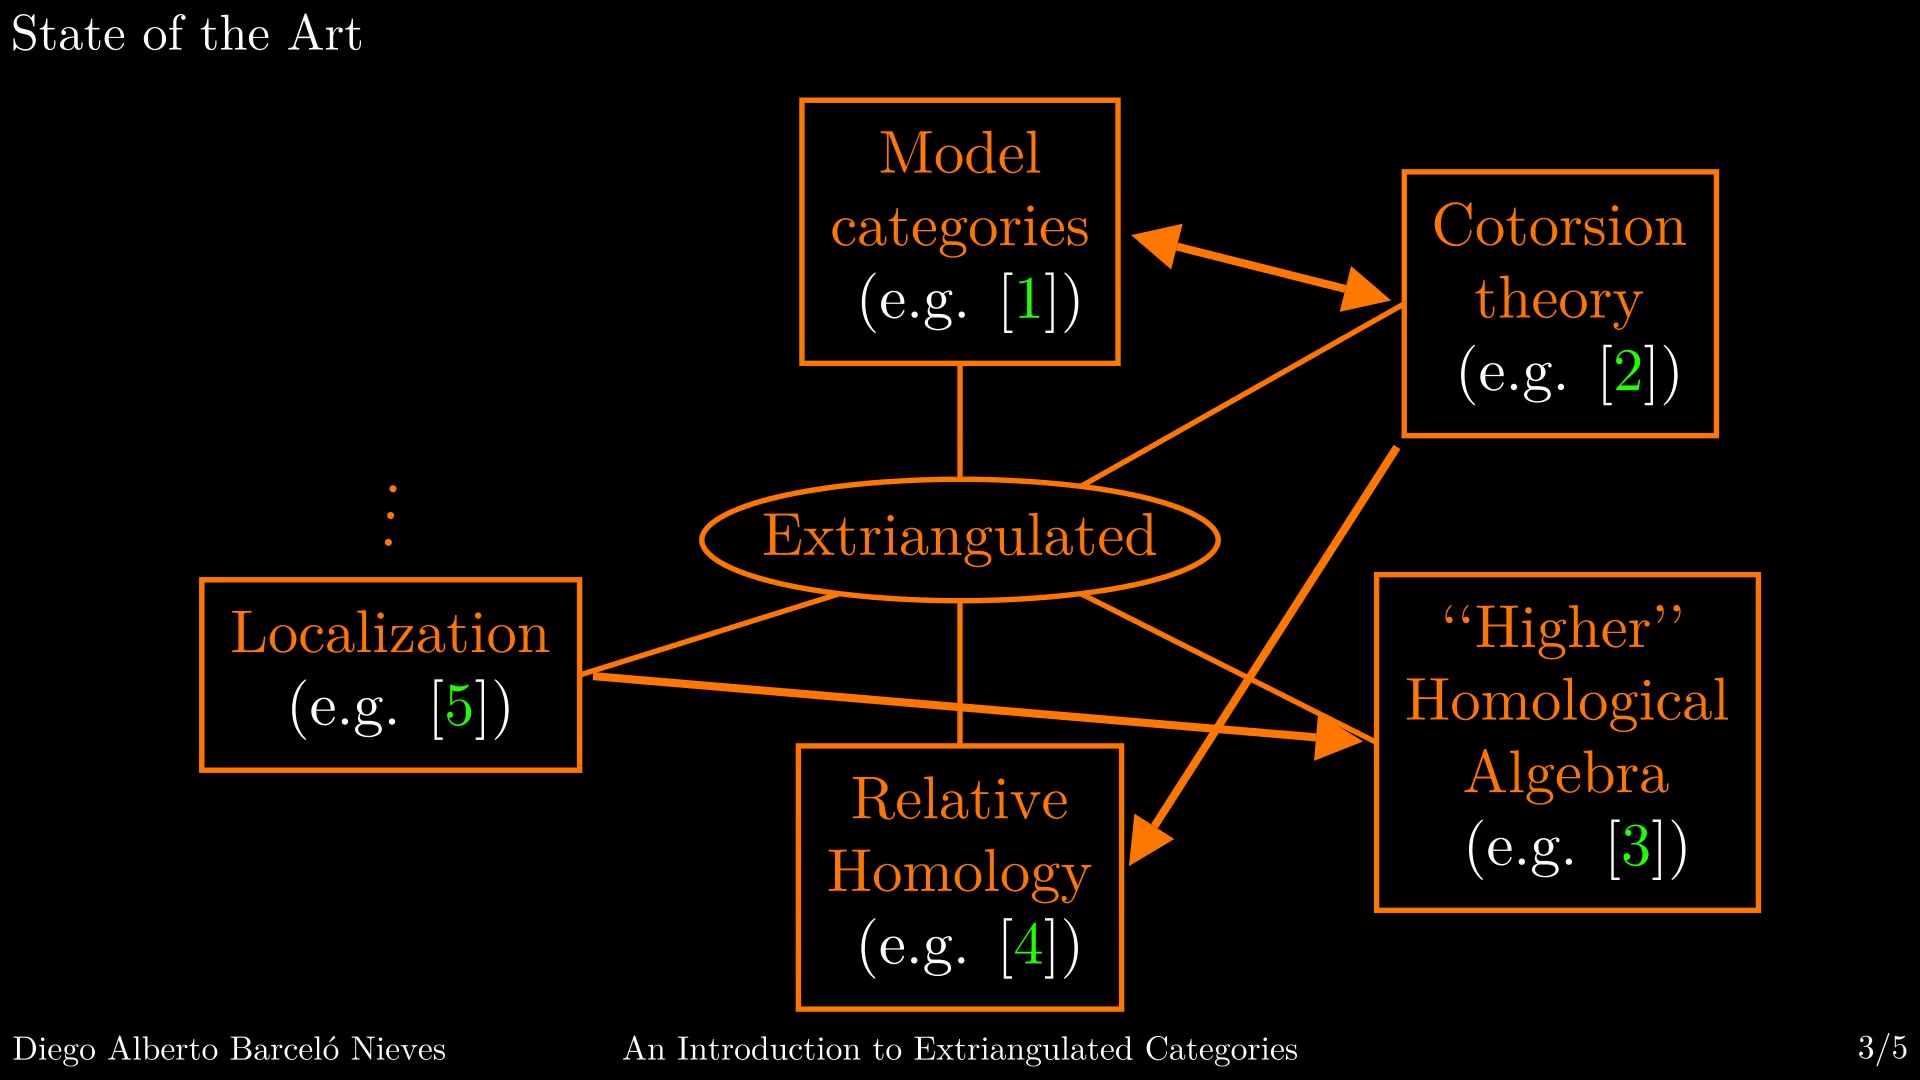 State of the Art
Model
categories
(e.g. [1])
Cotorsion
theory
(e.g. [2])
Extriangulated
Localization
(e.g. [5])
“Higher”
Homological
Algebra
(e.g. [3])
Relative
Homology
(e.g. [4])
Diego Alberto Barceló Nieves
An Introduction to Extriangulated Categories
3/5